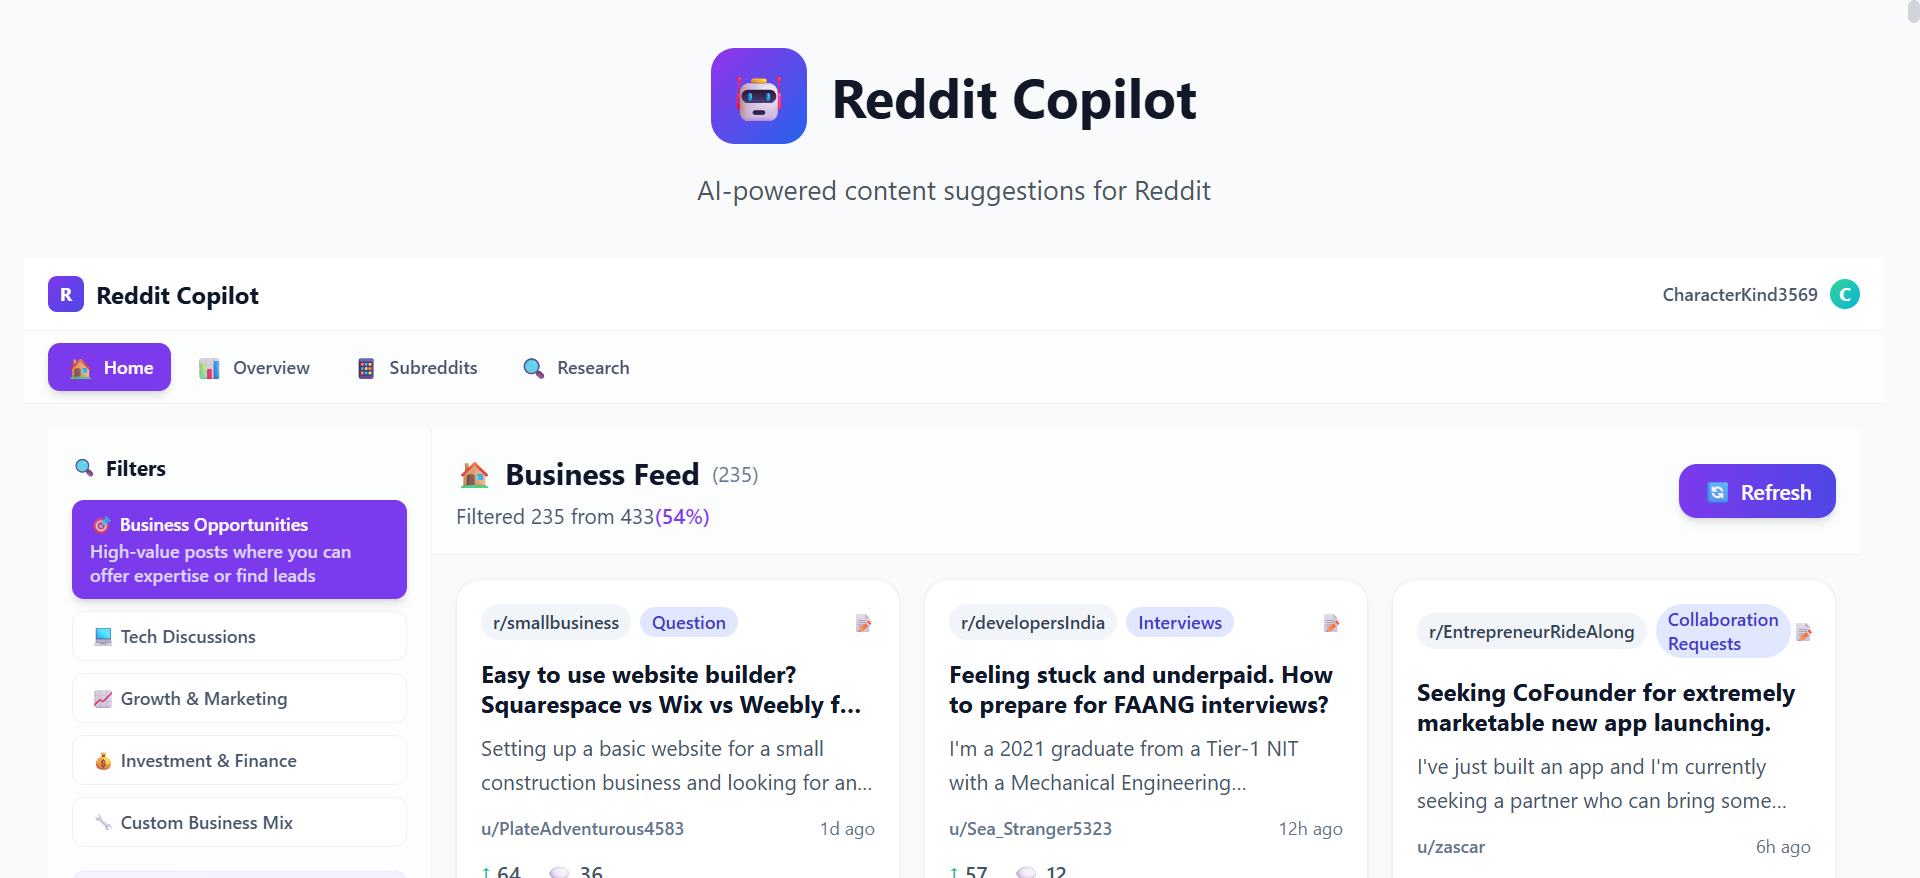 Reddit Copilot
AI-powered content suggestions for Reddit
R Reddit Copilot
CharacterKind3569 C
Home
Overview
Subreddits
Research
Filters
Business Opportunities
High-value posts where you can
offer expertise or find leads
Tech Discussions
Growth & Marketing
Investment & Finance
Custom Business Mix
Business Feed (235)
Filtered 235 from 433(54%)
Refresh
r/smallbusiness Question
Easy to use website builder?
Squarespace vs Wix vs Weebly f...
Setting up a basic website for a small
construction business and looking for an...
u/PlateAdventurous4583 1d ago
↑ 64 36
r/developersIndia Interviews
Feeling stuck and underpaid. How
to prepare for FAANG interviews?
I'm a 2021 graduate from a Tier-1 NIT
with a Mechanical Engineering...
u/Sea_Stranger5323 12h ago
↑ 57 12
r/EntrepreneurRideAlong
Collaboration
Requests
Seeking CoFounder for extremely
marketable new app launching.
I've just built an app and I'm currently
seeking a partner who can bring some...
u/zascar 6h ago